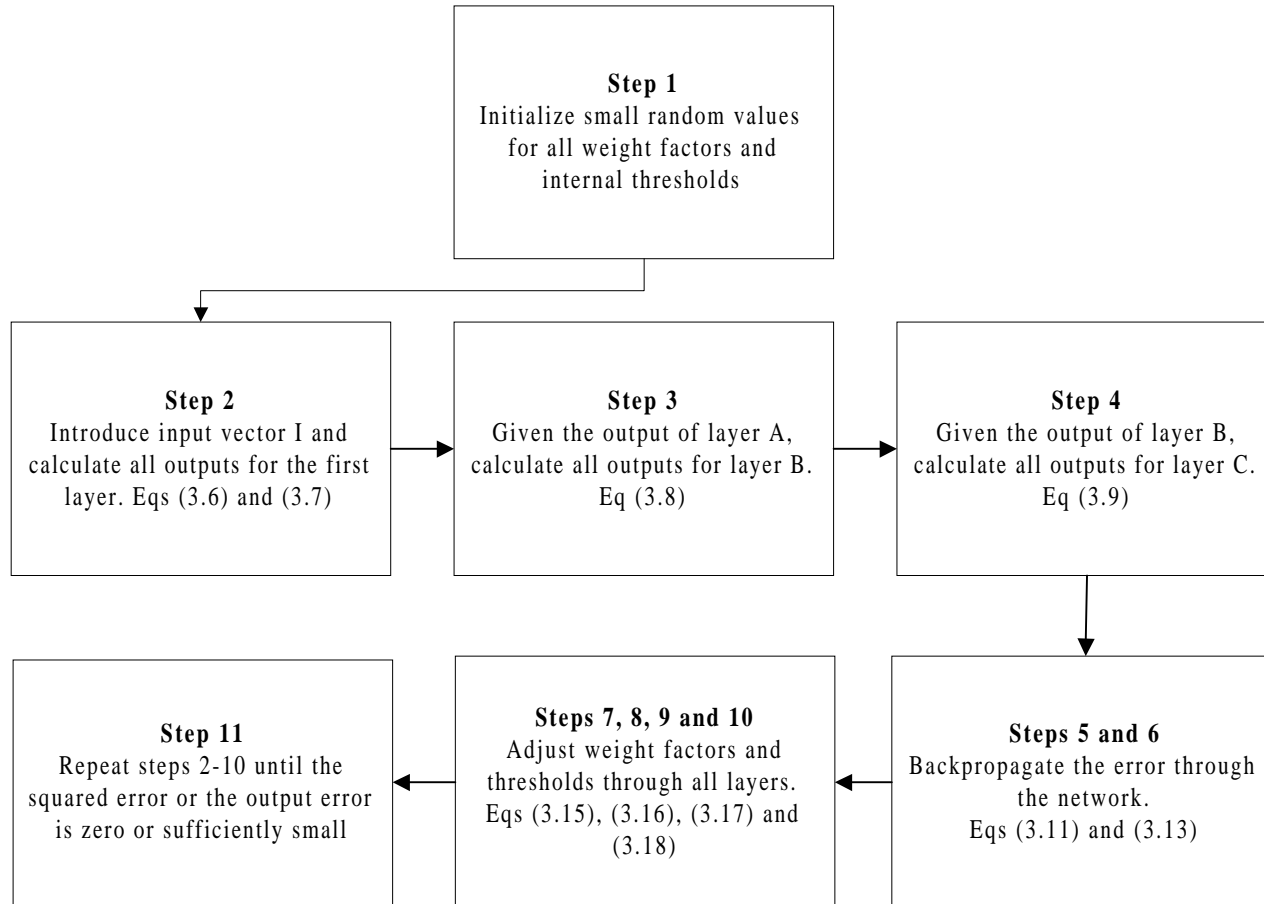 Step 1
Initialize small random values
for all weight factors and
internal thresholds
Step 2
Introduce input vector I and
calculate all outputs for the first
layer. Eqs (3.6) and (3.7)
Step 3
Given the output of layer A,
calculate all outputs for layer B.
Eq (3.8)
Step 4
Given the output of layer B,
calculate all outputs for layer C.
Eq (3.9)
Steps 5 and 6
Backpropagate the error through
the network.
Eqs (3.11) and (3.13)
Steps 7, 8, 9 and 10
Adjust weight factors and
thresholds through all layers.
Eqs (3.15), (3.16), (3.17) and
(3.18)
Step 11
Repeat steps 2-10 until the
squared error or the output error
is zero or sufficiently small